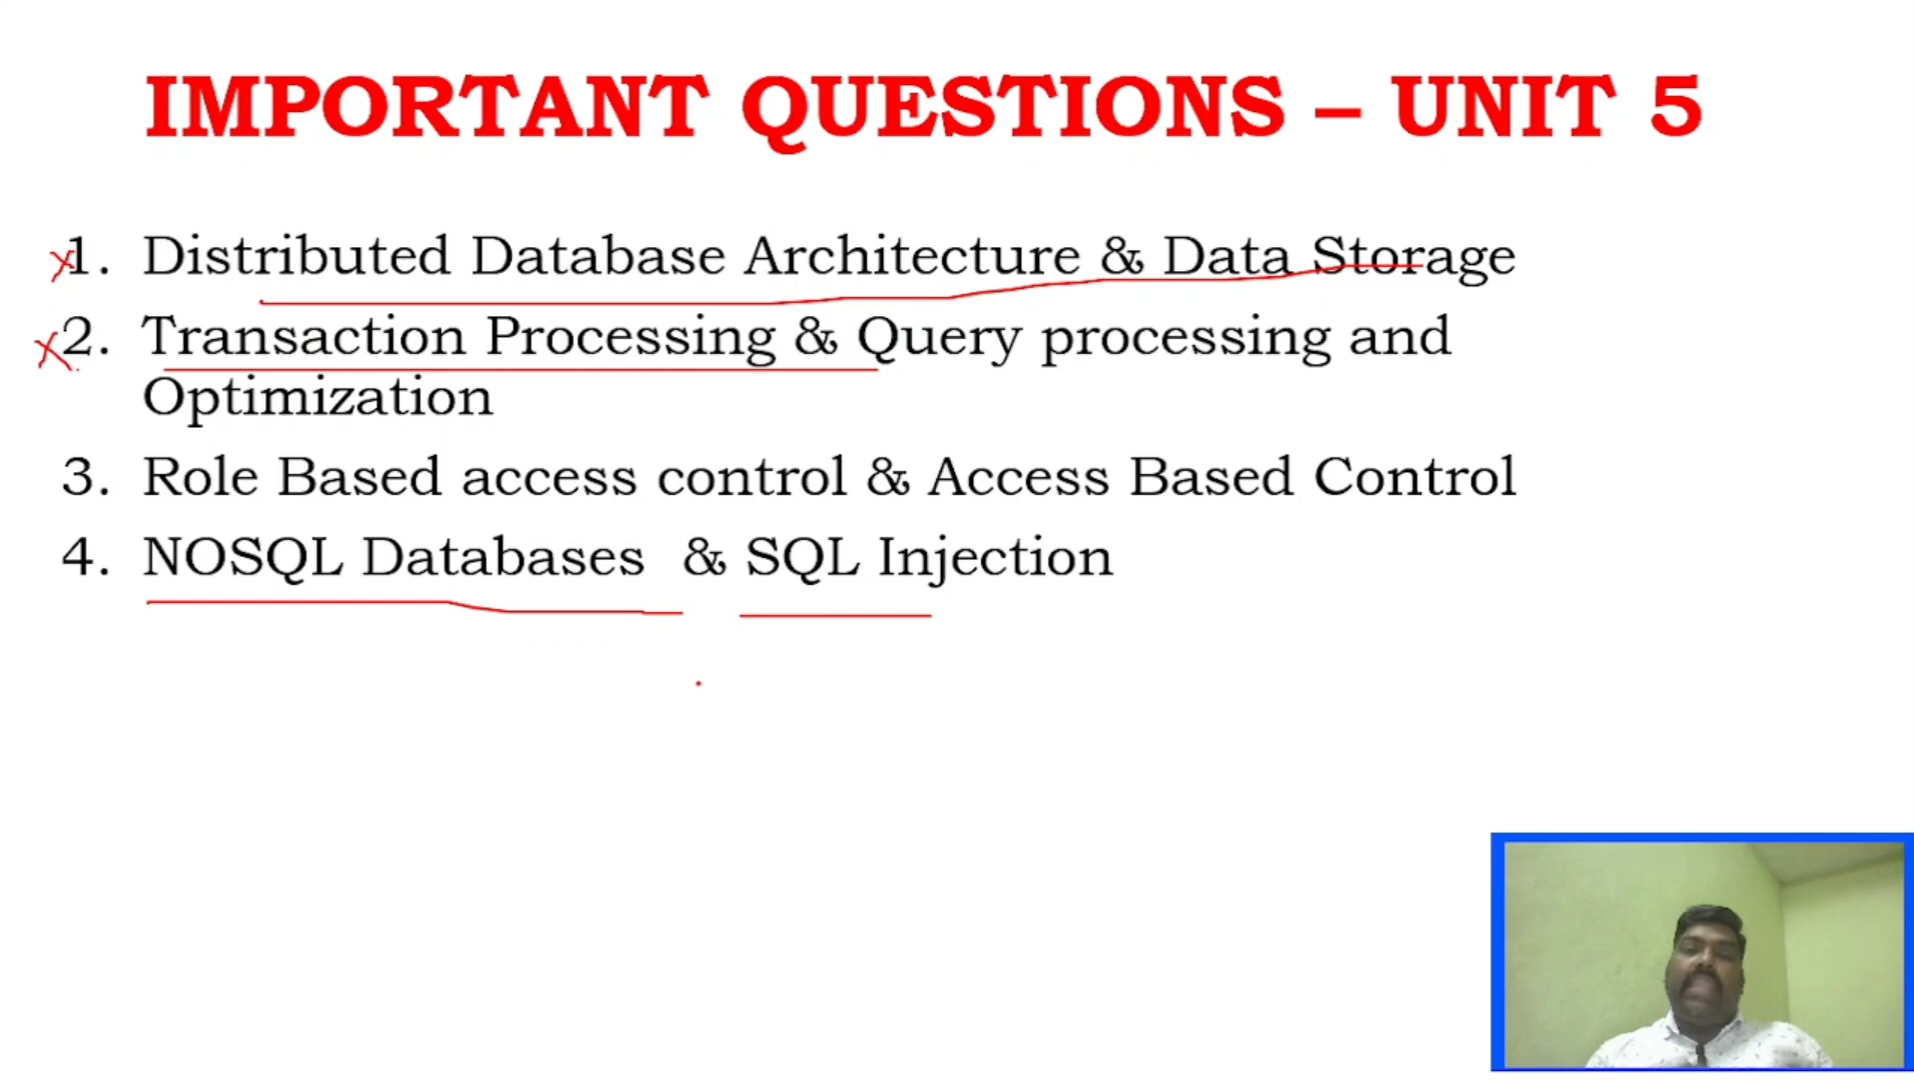 IMPORTANT QUESTIONS – UNIT 5
1. Distributed Database Architecture & Data Storage
2. Transaction Processing & Query processing and
Optimization
3. Role Based access control & Access Based Control
4. NOSQL Databases & SQL Injection